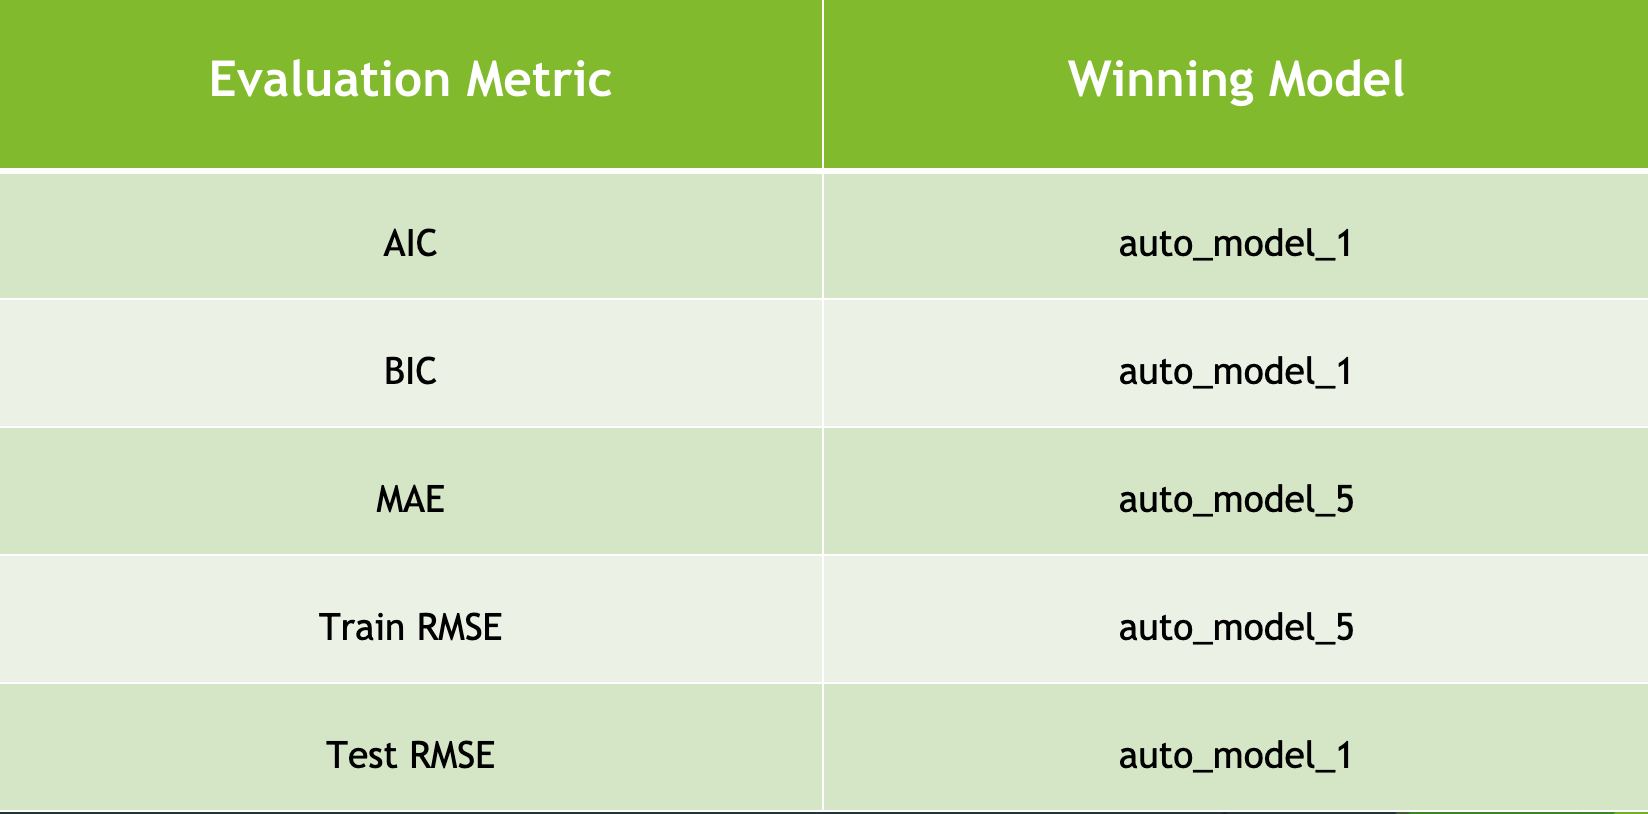 Evaluation Metric Winning Model
AIC auto_model_1
BIC auto_model_1
MAE auto_model_5
Train RMSE auto_model_5
Test RMSE auto_model_1